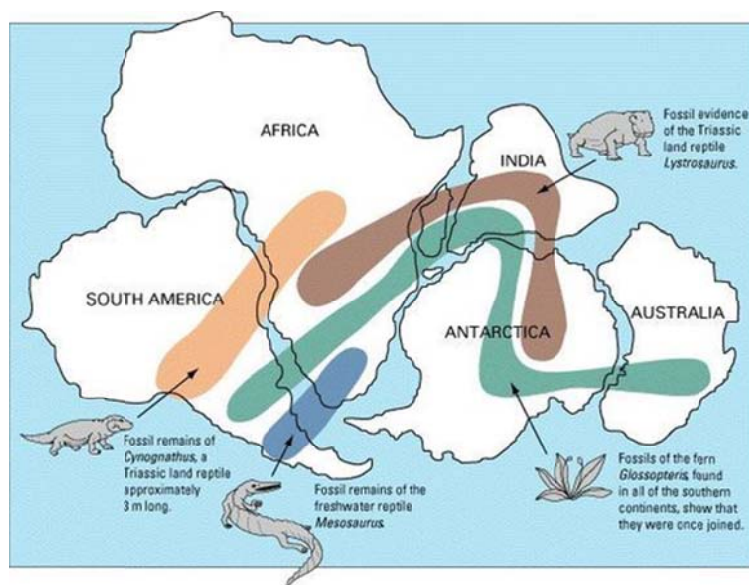 AFRICA
INDIA
Fossil evidence
of the Triassic
land reptile
Lystrosaurus.
SOUTH AMERICA
ANTARCTICA
AUSTRALIA
Fossil remains of
Cynognathus, a
Triassic land reptile
approximately
3 m long.
Fossil remains of the
freshwater reptile
Mesosaurus.
Fossils of the fern
Glossopteris, found
in all of the southern
continents, show that
they were once joined.